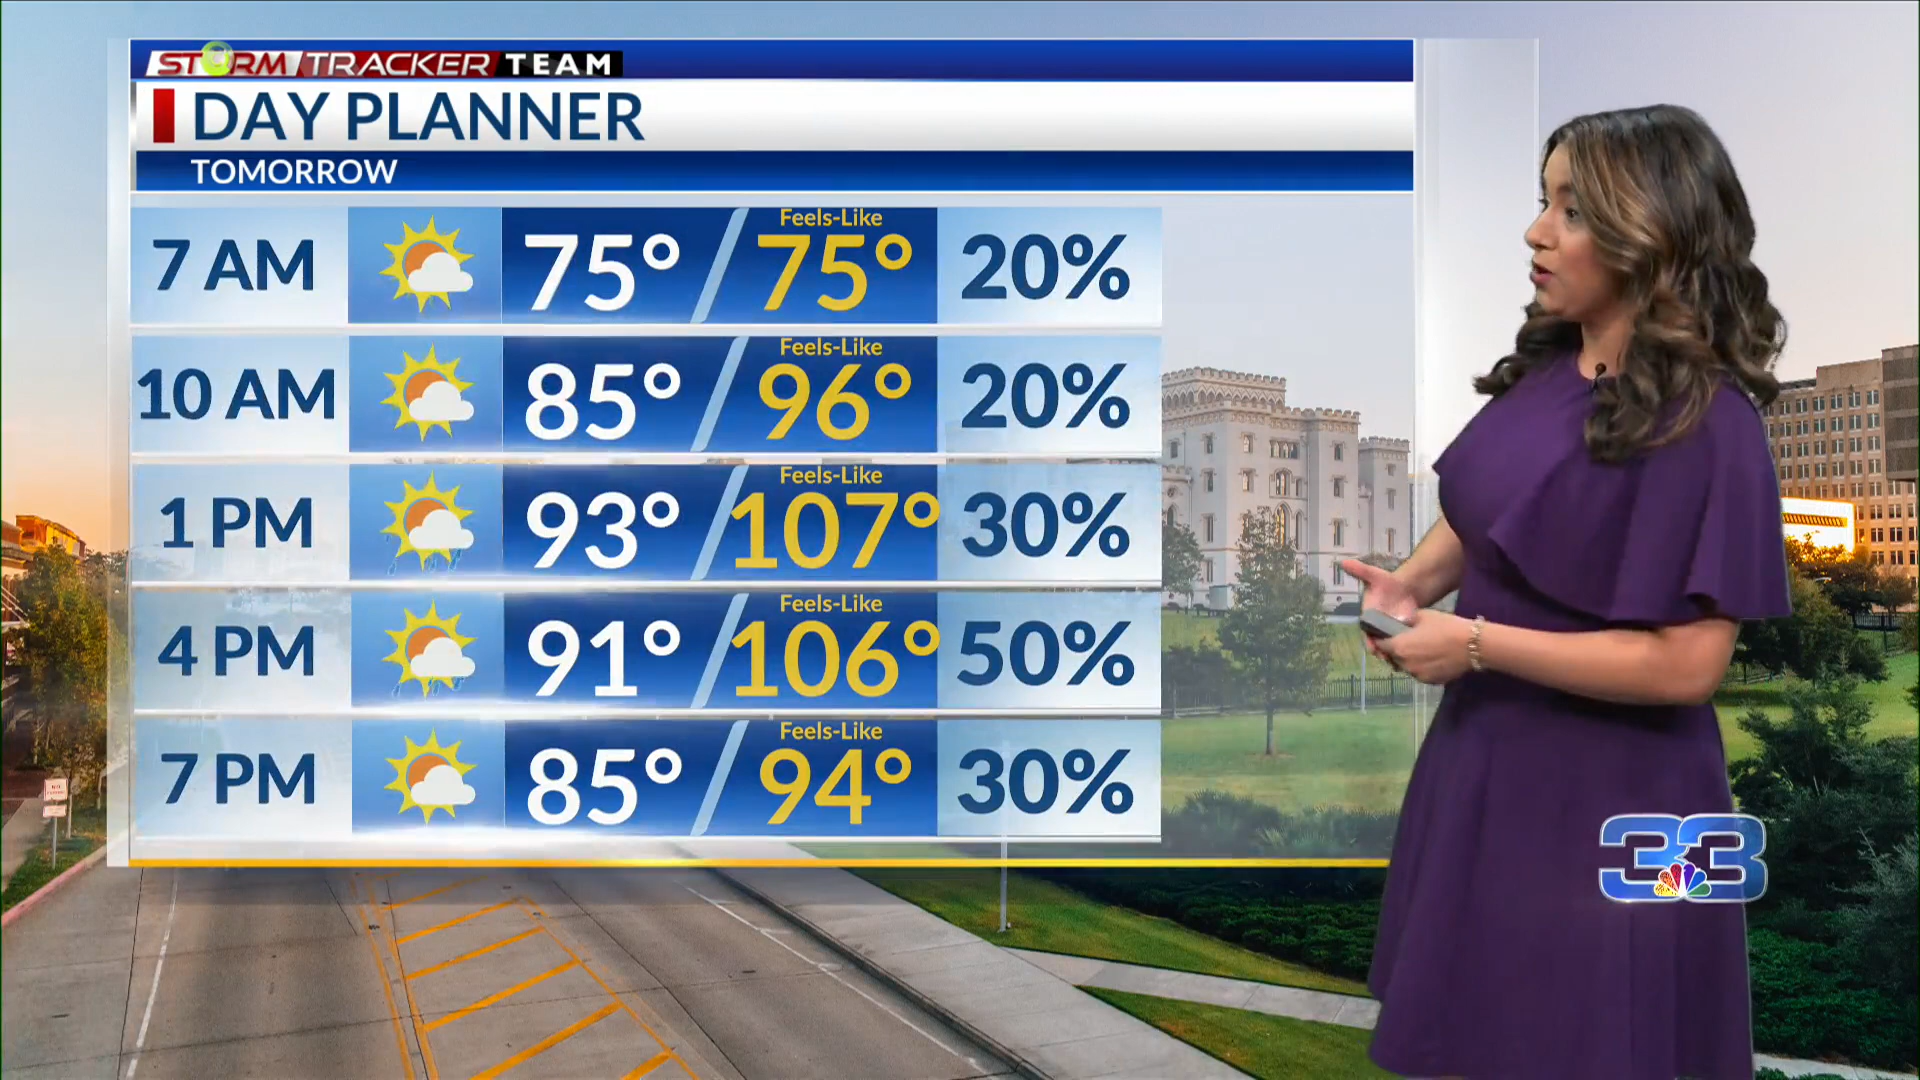 STORM TRACKER TEAM
DAY PLANNER
TOMORROW
7 AM 75° / Feels-Like 75° 20%
10 AM 85° / Feels-Like 96° 20%
1 PM 93° / Feels-Like 107° 30%
4 PM 91° / Feels-Like 106° 50%
7 PM 85° / Feels-Like 94° 30%
33